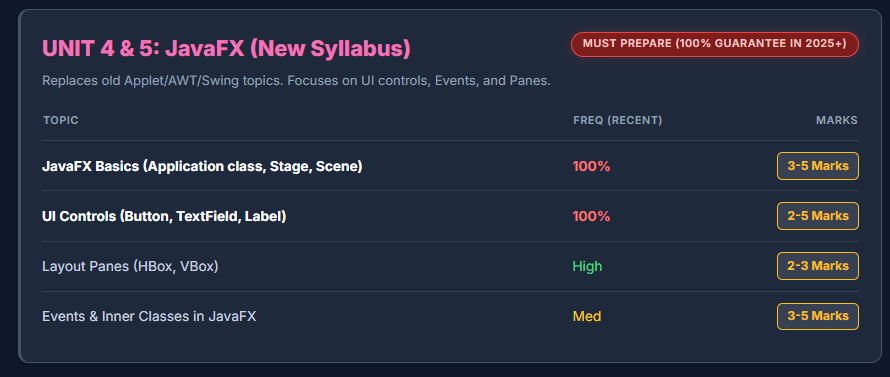 UNIT 4 & 5: JavaFX (New Syllabus)
MUST PREPARE (100% GUARANTEE IN 2025+)
Replaces old Applet/AWT/Swing topics. Focuses on UI controls, Events, and Panes.
TOPIC FREQ (RECENT) MARKS
JavaFX Basics (Application class, Stage, Scene) 100% 3-5 Marks
UI Controls (Button, TextField, Label) 100% 2-5 Marks
Layout Panes (HBox, VBox) High 2-3 Marks
Events & Inner Classes in JavaFX Med 3-5 Marks